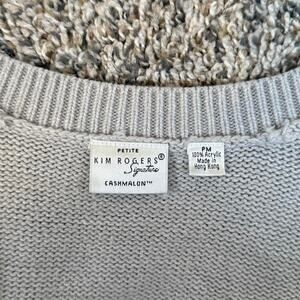 PETITE
KIM ROGERS®
Signature
CASHMALON™
PM
100% Acrylic
Made in
Hong Kong